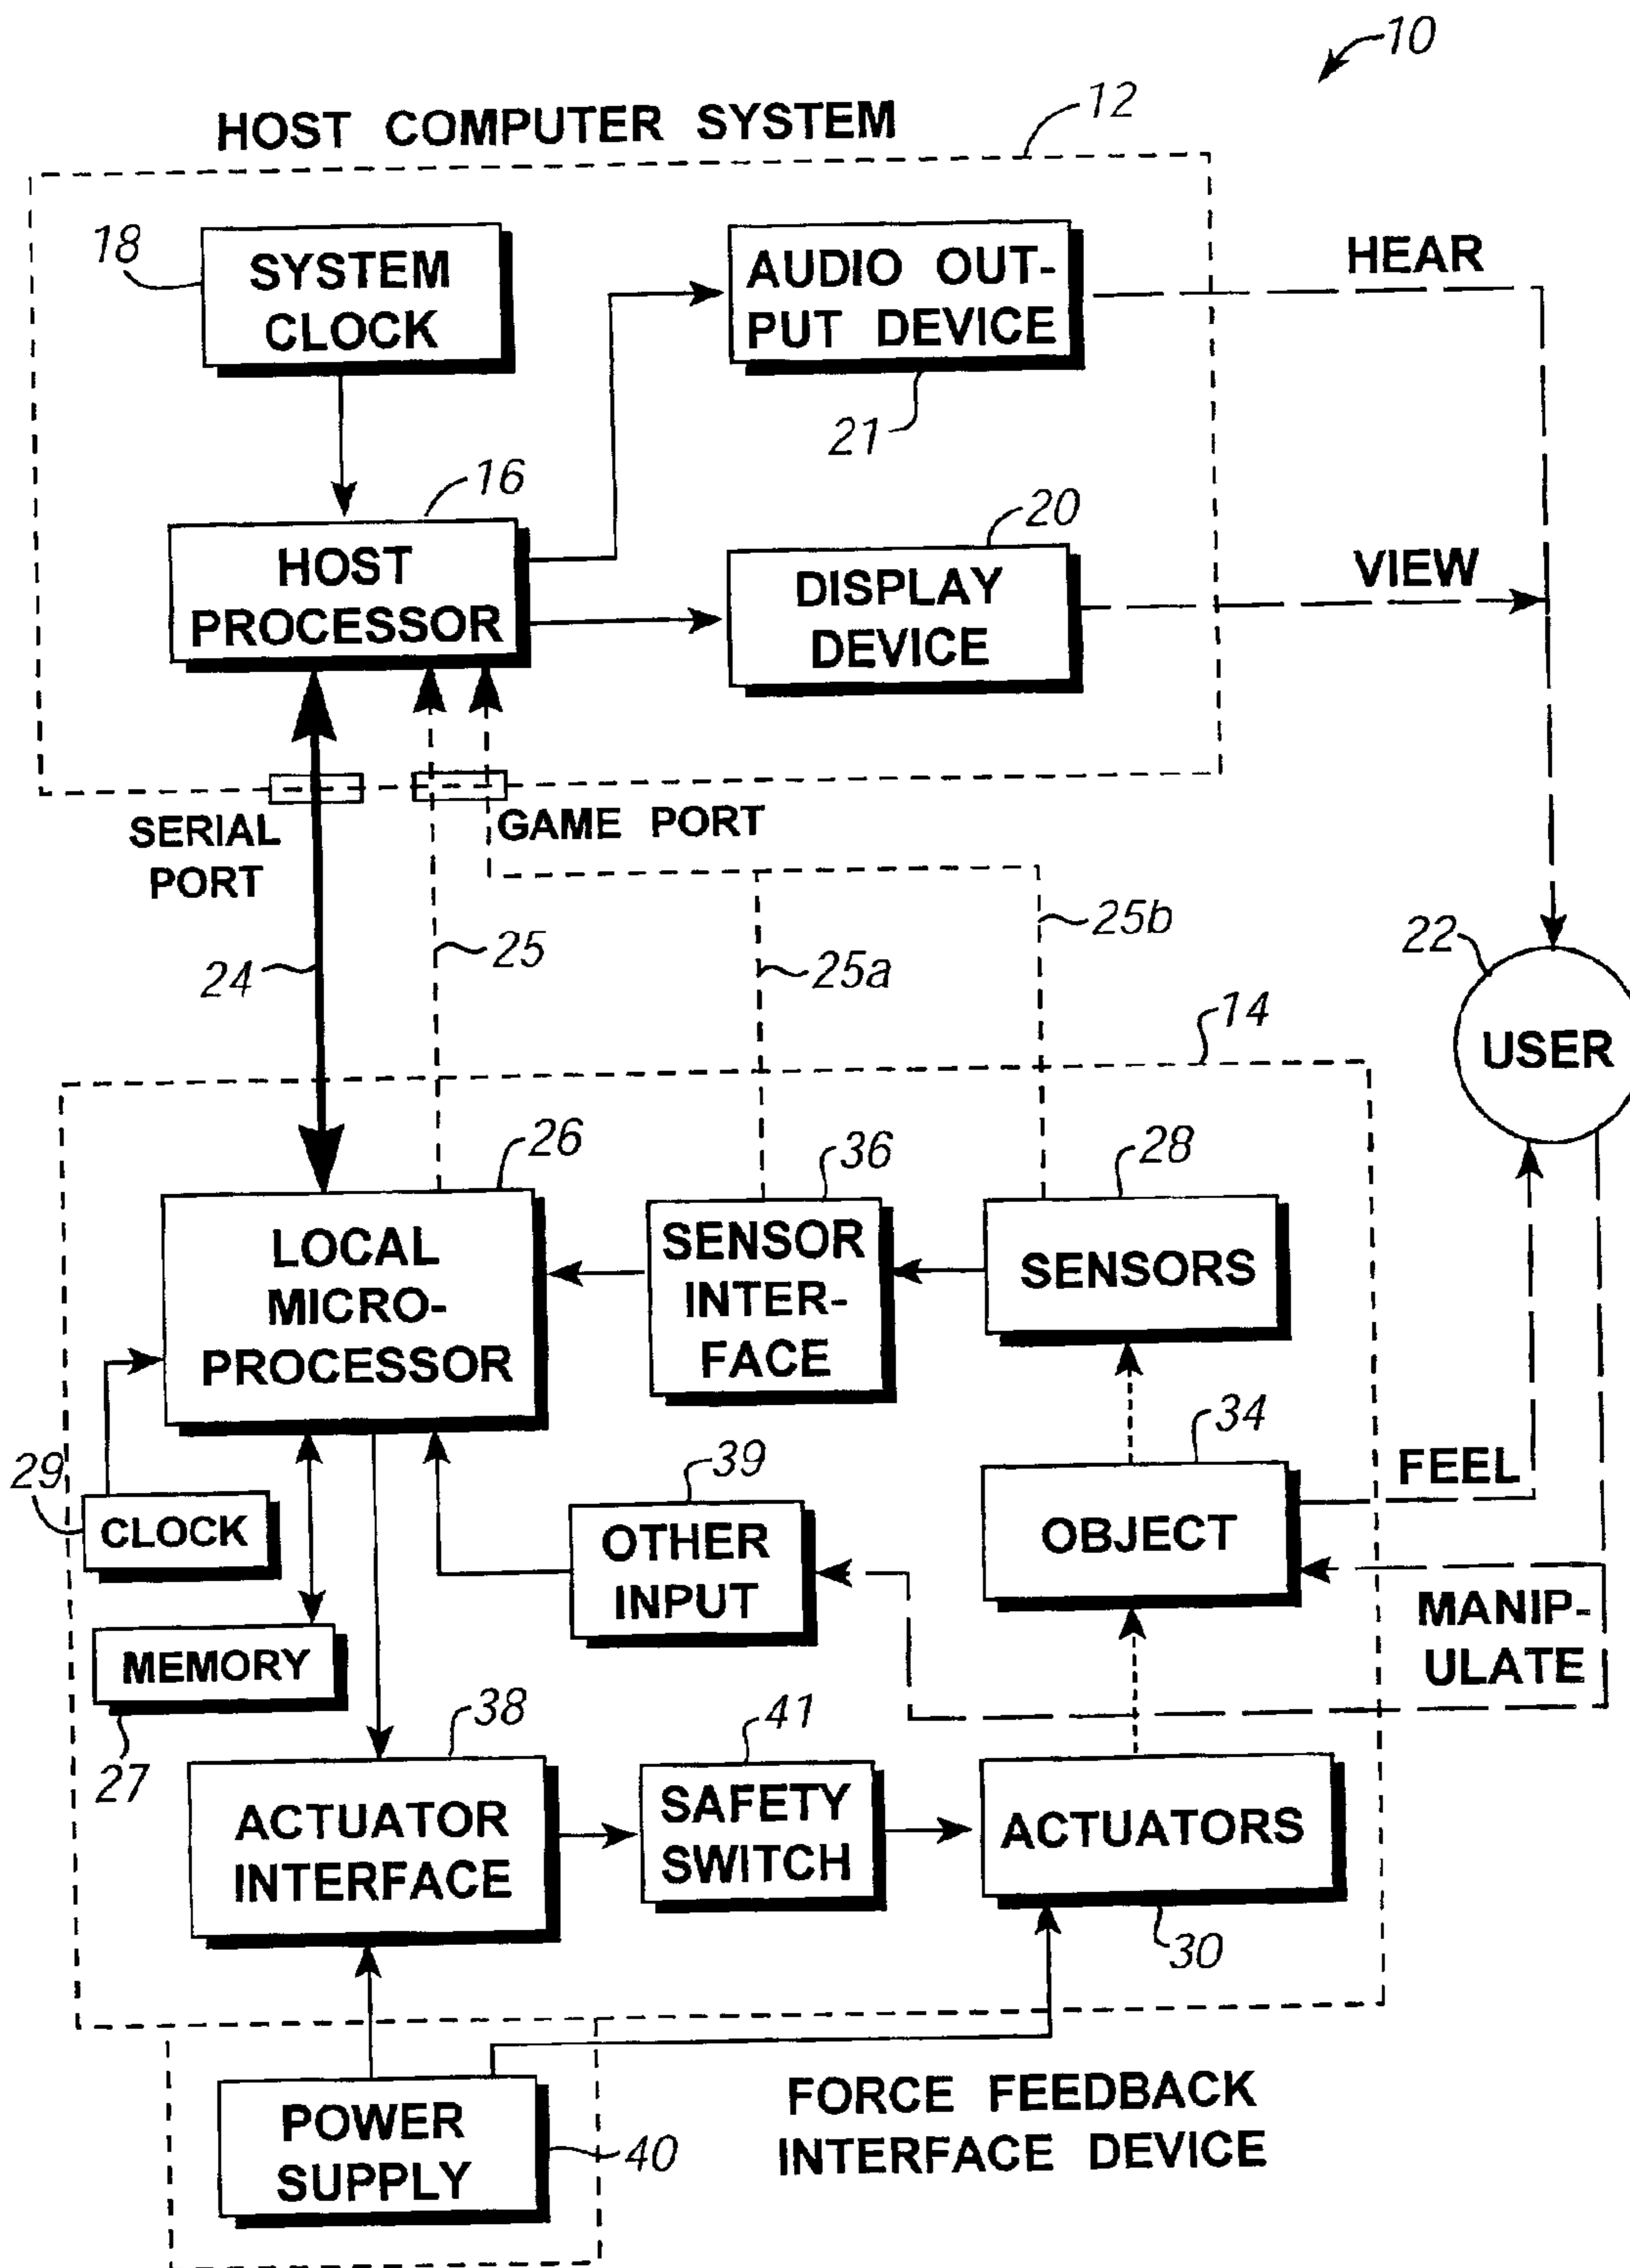 10
HOST COMPUTER SYSTEM
12
18
SYSTEM
CLOCK
AUDIO OUT-
PUT DEVICE
21
HEAR
16
HOST
PROCESSOR
20
DISPLAY
DEVICE
VIEW
SERIAL
PORT
GAME PORT
24
25
25a
25b
22
USER
14
26
LOCAL
MICRO-
PROCESSOR
36
SENSOR
INTER-
FACE
28
SENSORS
29
CLOCK
39
OTHER
INPUT
34
OBJECT
FEEL
MANIP-
ULATE
MEMORY
27
38
ACTUATOR
INTERFACE
41
SAFETY
SWITCH
ACTUATORS
30
POWER
SUPPLY
40
FORCE FEEDBACK
INTERFACE DEVICE